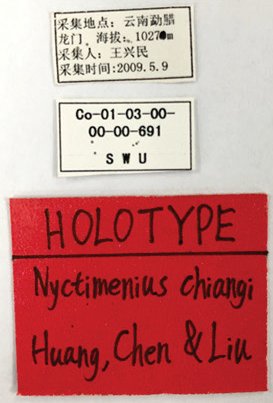 采集地点：云南勐腊
龙门，海拔：1027m
采集人：王兴民
采集时间:2009.5.9
Co-01-03-00-
00-00-691
SWU
HOLOTYPE
Nyctimenius chiangi
Huang, Chen & Liu